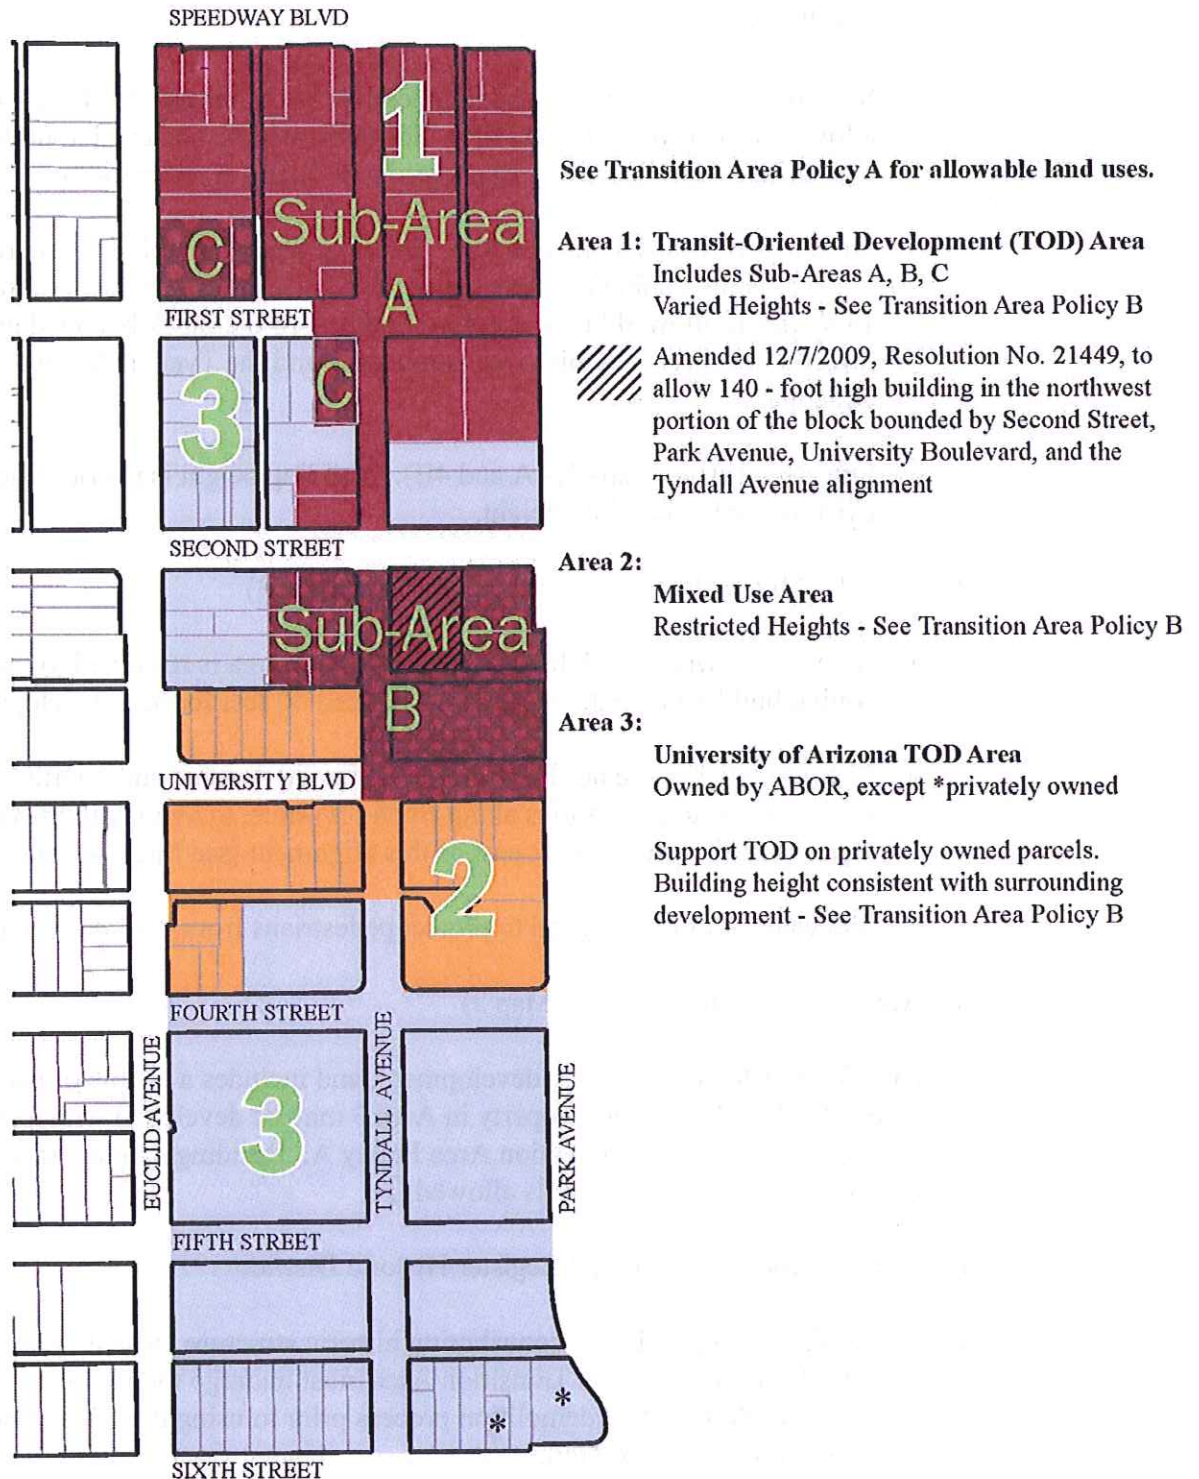 SPEEDWAY BLVD
1
Sub-Area
C
A
FIRST STREET
3
C
SECOND STREET
Sub-Area
B
UNIVERSITY BLVD
2
FOURTH STREET
EUCLID AVENUE
TYNDALL AVENUE
PARK AVENUE
3
FIFTH STREET
*
*
SIXTH STREET
See Transition Area Policy A for allowable land uses.
Area 1: Transit-Oriented Development (TOD) Area
Includes Sub-Areas A, B, C
Varied Heights - See Transition Area Policy B
Amended 12/7/2009, Resolution No. 21449, to
allow 140 - foot high building in the northwest
portion of the block bounded by Second Street,
Park Avenue, University Boulevard, and the
Tyndall Avenue alignment
Area 2:
Mixed Use Area
Restricted Heights - See Transition Area Policy B
Area 3:
University of Arizona TOD Area
Owned by ABOR, except *privately owned
Support TOD on privately owned parcels.
Building height consistent with surrounding
development - See Transition Area Policy B